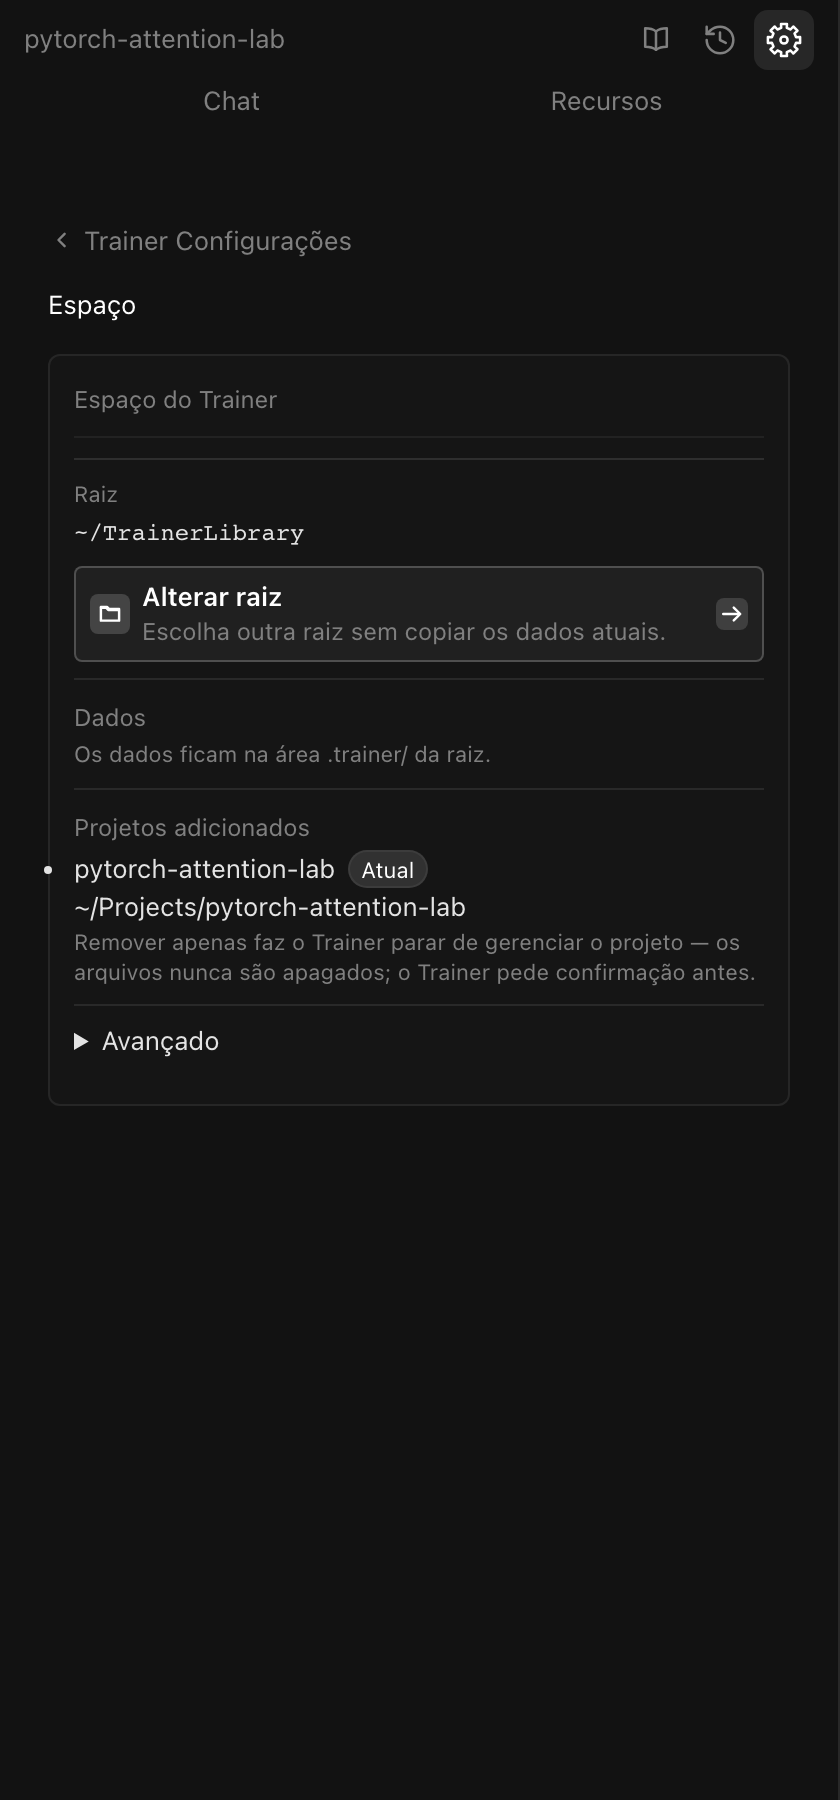 pytorch-attention-lab
Chat
Recursos
Trainer Configurações
Espaço
Espaço do Trainer
Raiz
~/TrainerLibrary
Alterar raiz
Escolha outra raiz sem copiar os dados atuais.
Dados
Os dados ficam na área .trainer/ da raiz.
Projetos adicionados
pytorch-attention-lab Atual
~/Projects/pytorch-attention-lab
Remover apenas faz o Trainer parar de gerenciar o projeto — os
arquivos nunca são apagados; o Trainer pede confirmação antes.
Avançado